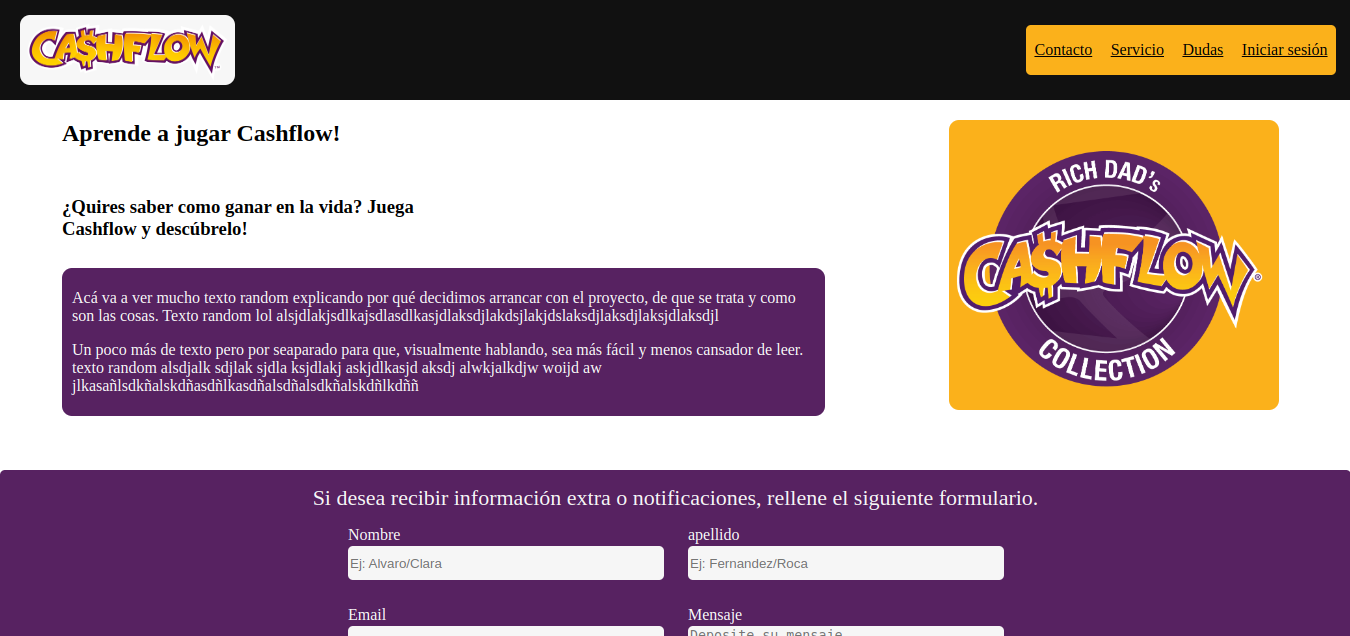 CA$HFLOW™
Contacto Servicio Dudas Iniciar sesión
Aprende a jugar Cashflow!
¿Quires saber como ganar en la vida? Juega
Cashflow y descúbrelo!
Acá va a ver mucho texto random explicando por qué decidimos arrancar con el proyecto, de que se trata y como
son las cosas. Texto random lol alsjdlakjsdlkajsdlasdlkasjdlaksdjlakdsjlakjdslaksdjlaksdjlaksjdlaksdjl
Un poco más de texto pero por seaparado para que, visualmente hablando, sea más fácil y menos cansador de leer.
texto random alsdjalk sdjlak sjdla ksjdlakj askjdlkasjd aksdj alwkjalkdjw woijd aw
jlkasañlsdkñalskdñasdñlkasdñalsdñalsdkñalskdñlkdññ
RICH DAD's
CA$HFLOW®
COLLECTION
Si desea recibir información extra o notificaciones, rellene el siguiente formulario.
Nombre apellido
Ej: Alvaro/Clara Ej: Fernandez/Roca
Email Mensaje
Deposite su mensaje